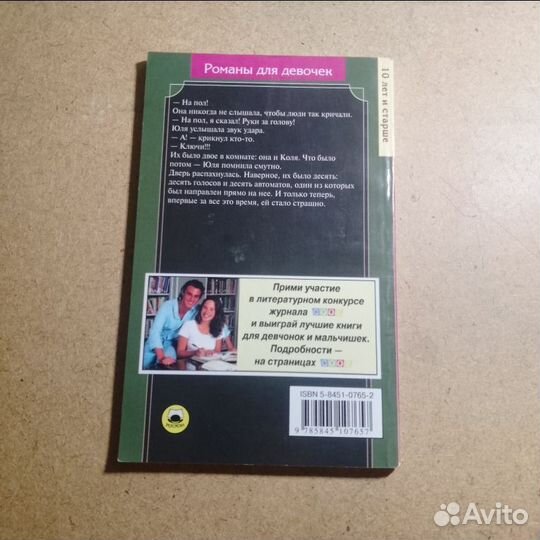 Романы для девочек
10 лет и старше
— На пол!
Она никогда не слышала, чтобы люди так кричали.
— На пол, я сказал! Руки за голову!
Юля услышала звук удара.
— А! — крикнул кто-то.
— Ключи!!!
Их было двое в комнате: она и Коля. Что было
потом — Юля помнила смутно.
Дверь распахнулась. Наверное, их было десять:
десять голосов и десять автоматов, один из которых
был направлен прямо на нее. И только теперь,
впервые за все это время, ей стало страшно.
Прими участие
в литературном конкурсе
журнала
и выиграй лучшие книги
для девчонок и мальчишек.
Подробности —
на страницах
ISBN 5-8451-0765-2
9 785845 107657
РОСМЭН
Avito